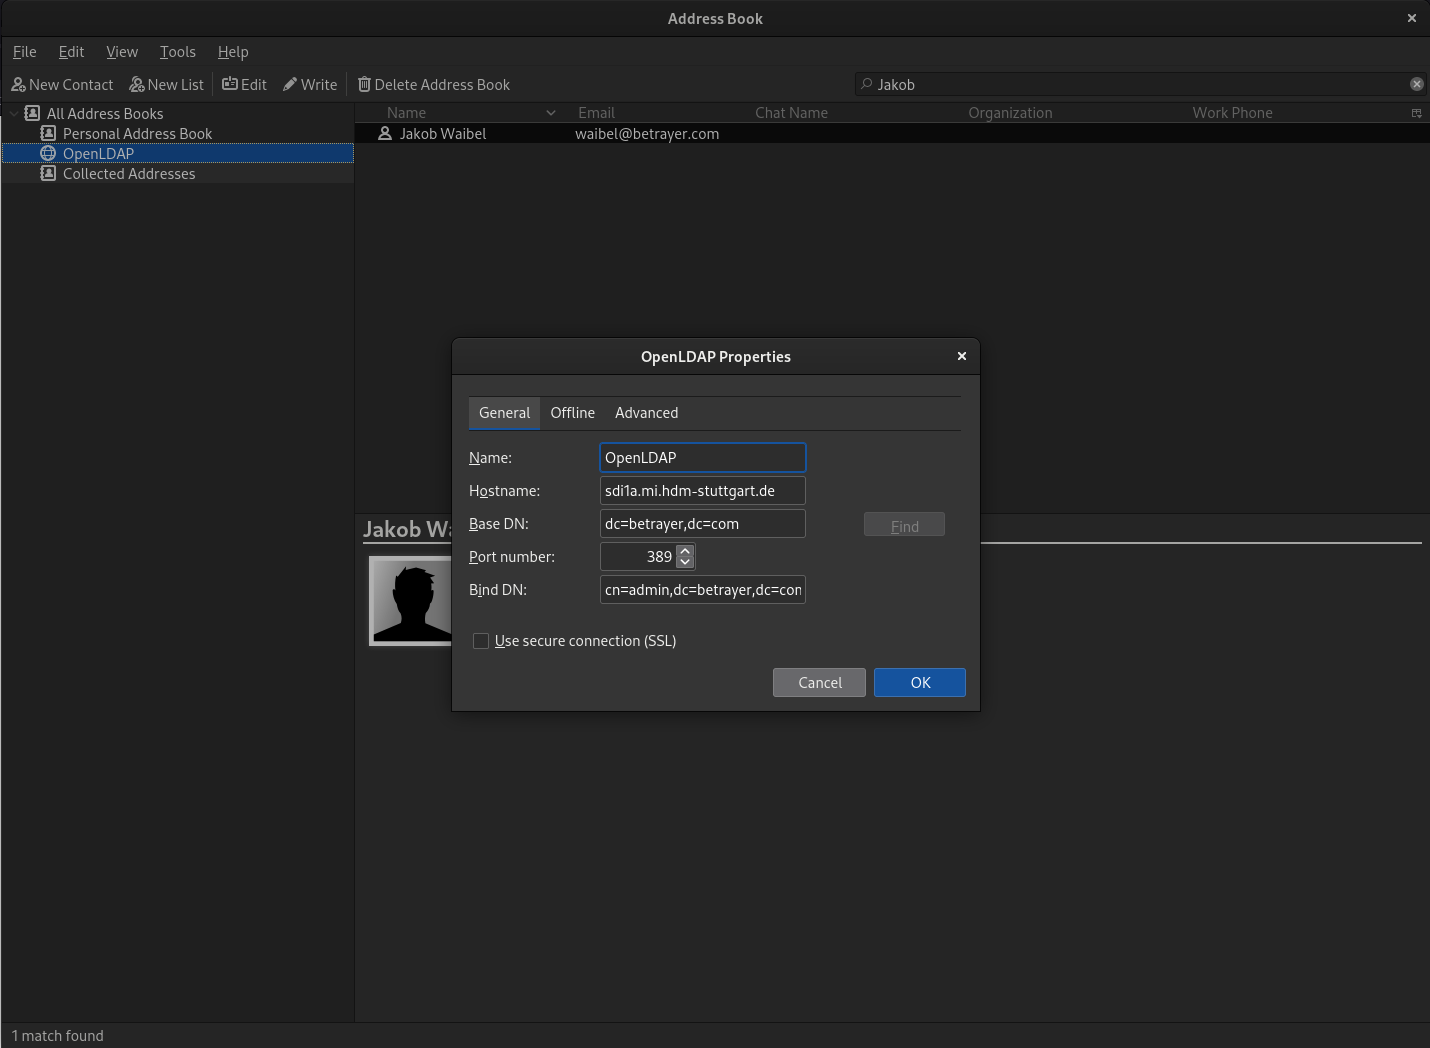 Address Book
File Edit View Tools Help
New Contact New List Edit Write Delete Address Book Jakob
All Address Books
Personal Address Book
OpenLDAP
Collected Addresses
Name Email Chat Name Organization Work Phone
Jakob Waibel waibel@betrayer.com
OpenLDAP Properties
General Offline Advanced
Name: OpenLDAP
Hostname: sdi1a.mi.hdm-stuttgart.de
Base DN: dc=betrayer,dc=com Find
Port number: 389
Bind DN: cn=admin,dc=betrayer,dc=com
Use secure connection (SSL)
Cancel OK
Jakob Wa
1 match found